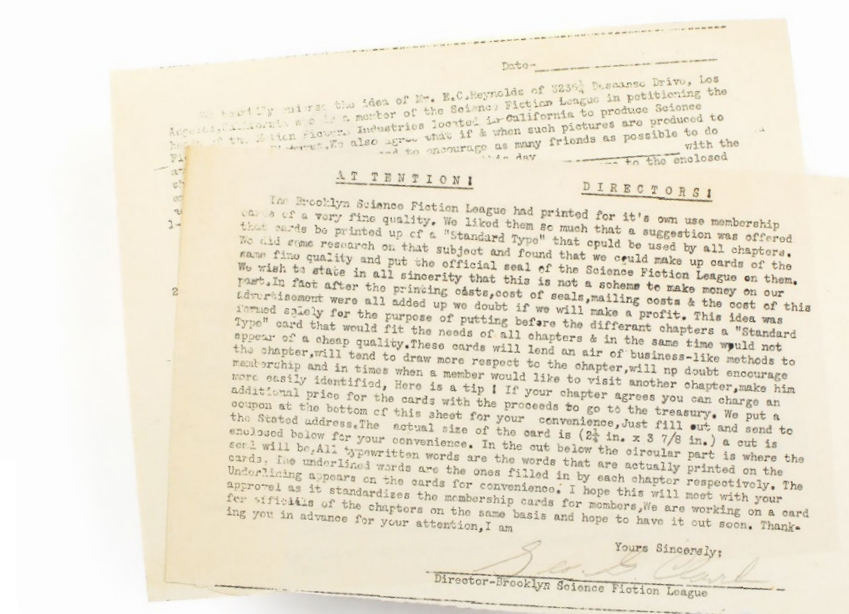 Date-
We heartily endorse the idea of Mr. E.C.Reynolds of 3235¼ Descanso Drive, Los
Angeles,California who is a member of the Science Fiction League in petitioning the
of the Motion Picture Industries located in California to produce Science
We also agree that if & when such pictures are produced to
and to encourage as many friends as possible to do
this day with the
to the enclosed
2
ATTENTION! DIRECTORS!
The Brooklyn Science Fiction League had printed for it's own use membership
cards of a very fine quality. We liked them so much that a suggestion was offered
that cards be printed up of a "Standard Type" that cpuld be used by all chapters.
We did some research on that subject and found that we could make up cards of the
same fine quality and put the official seal of the Science Fiction League on them.
We wish to state in all sincerity that this is not a scheme to make money on our
part.In fact after the printing costs,cost of seals,mailing costs & the cost of this
Advertisement were all added up we doubt if we will make a profit. This idea was
formed solely for the purpose of putting before the differant chapters a "Standard
Type" card that would fit the needs of all chapters & in the same time would not
appear of a cheap quality.These cards will lend an air of business-like methods to
the chapter,will tend to draw more respect to the chapter,will np doubt encourage
membership and in times when a member would like to visit another chapter,make him
more easily identified, Here is a tip ! If your chapter agrees you can charge an
additional price for the cards with the proceeds to go to the treasury. We put a
coupon at the bottom of this sheet for your convenience,Just fill out and send to
the Stated address.The actual size of the card is (2¼ in. x 3 7/8 in.) a cut is
enclosed below for your convenience. In the cut below the circular part is where the
seal will be,All typewritten words are the words that are actually printed on the
cards. The underlined words are the ones filled in by each chapter respectively. The
Underlining appears on the cards for convenience. I hope this will meet with your
approval as it standardizes the membership cards for members,We are working on a card
for officials of the chapters on the same basis and hope to have it out soon. Thank-
ing you in advance for your attention,I am
Yours Sincerely;
Geo. G. Clark
Director-Brooklyn Science Fiction League